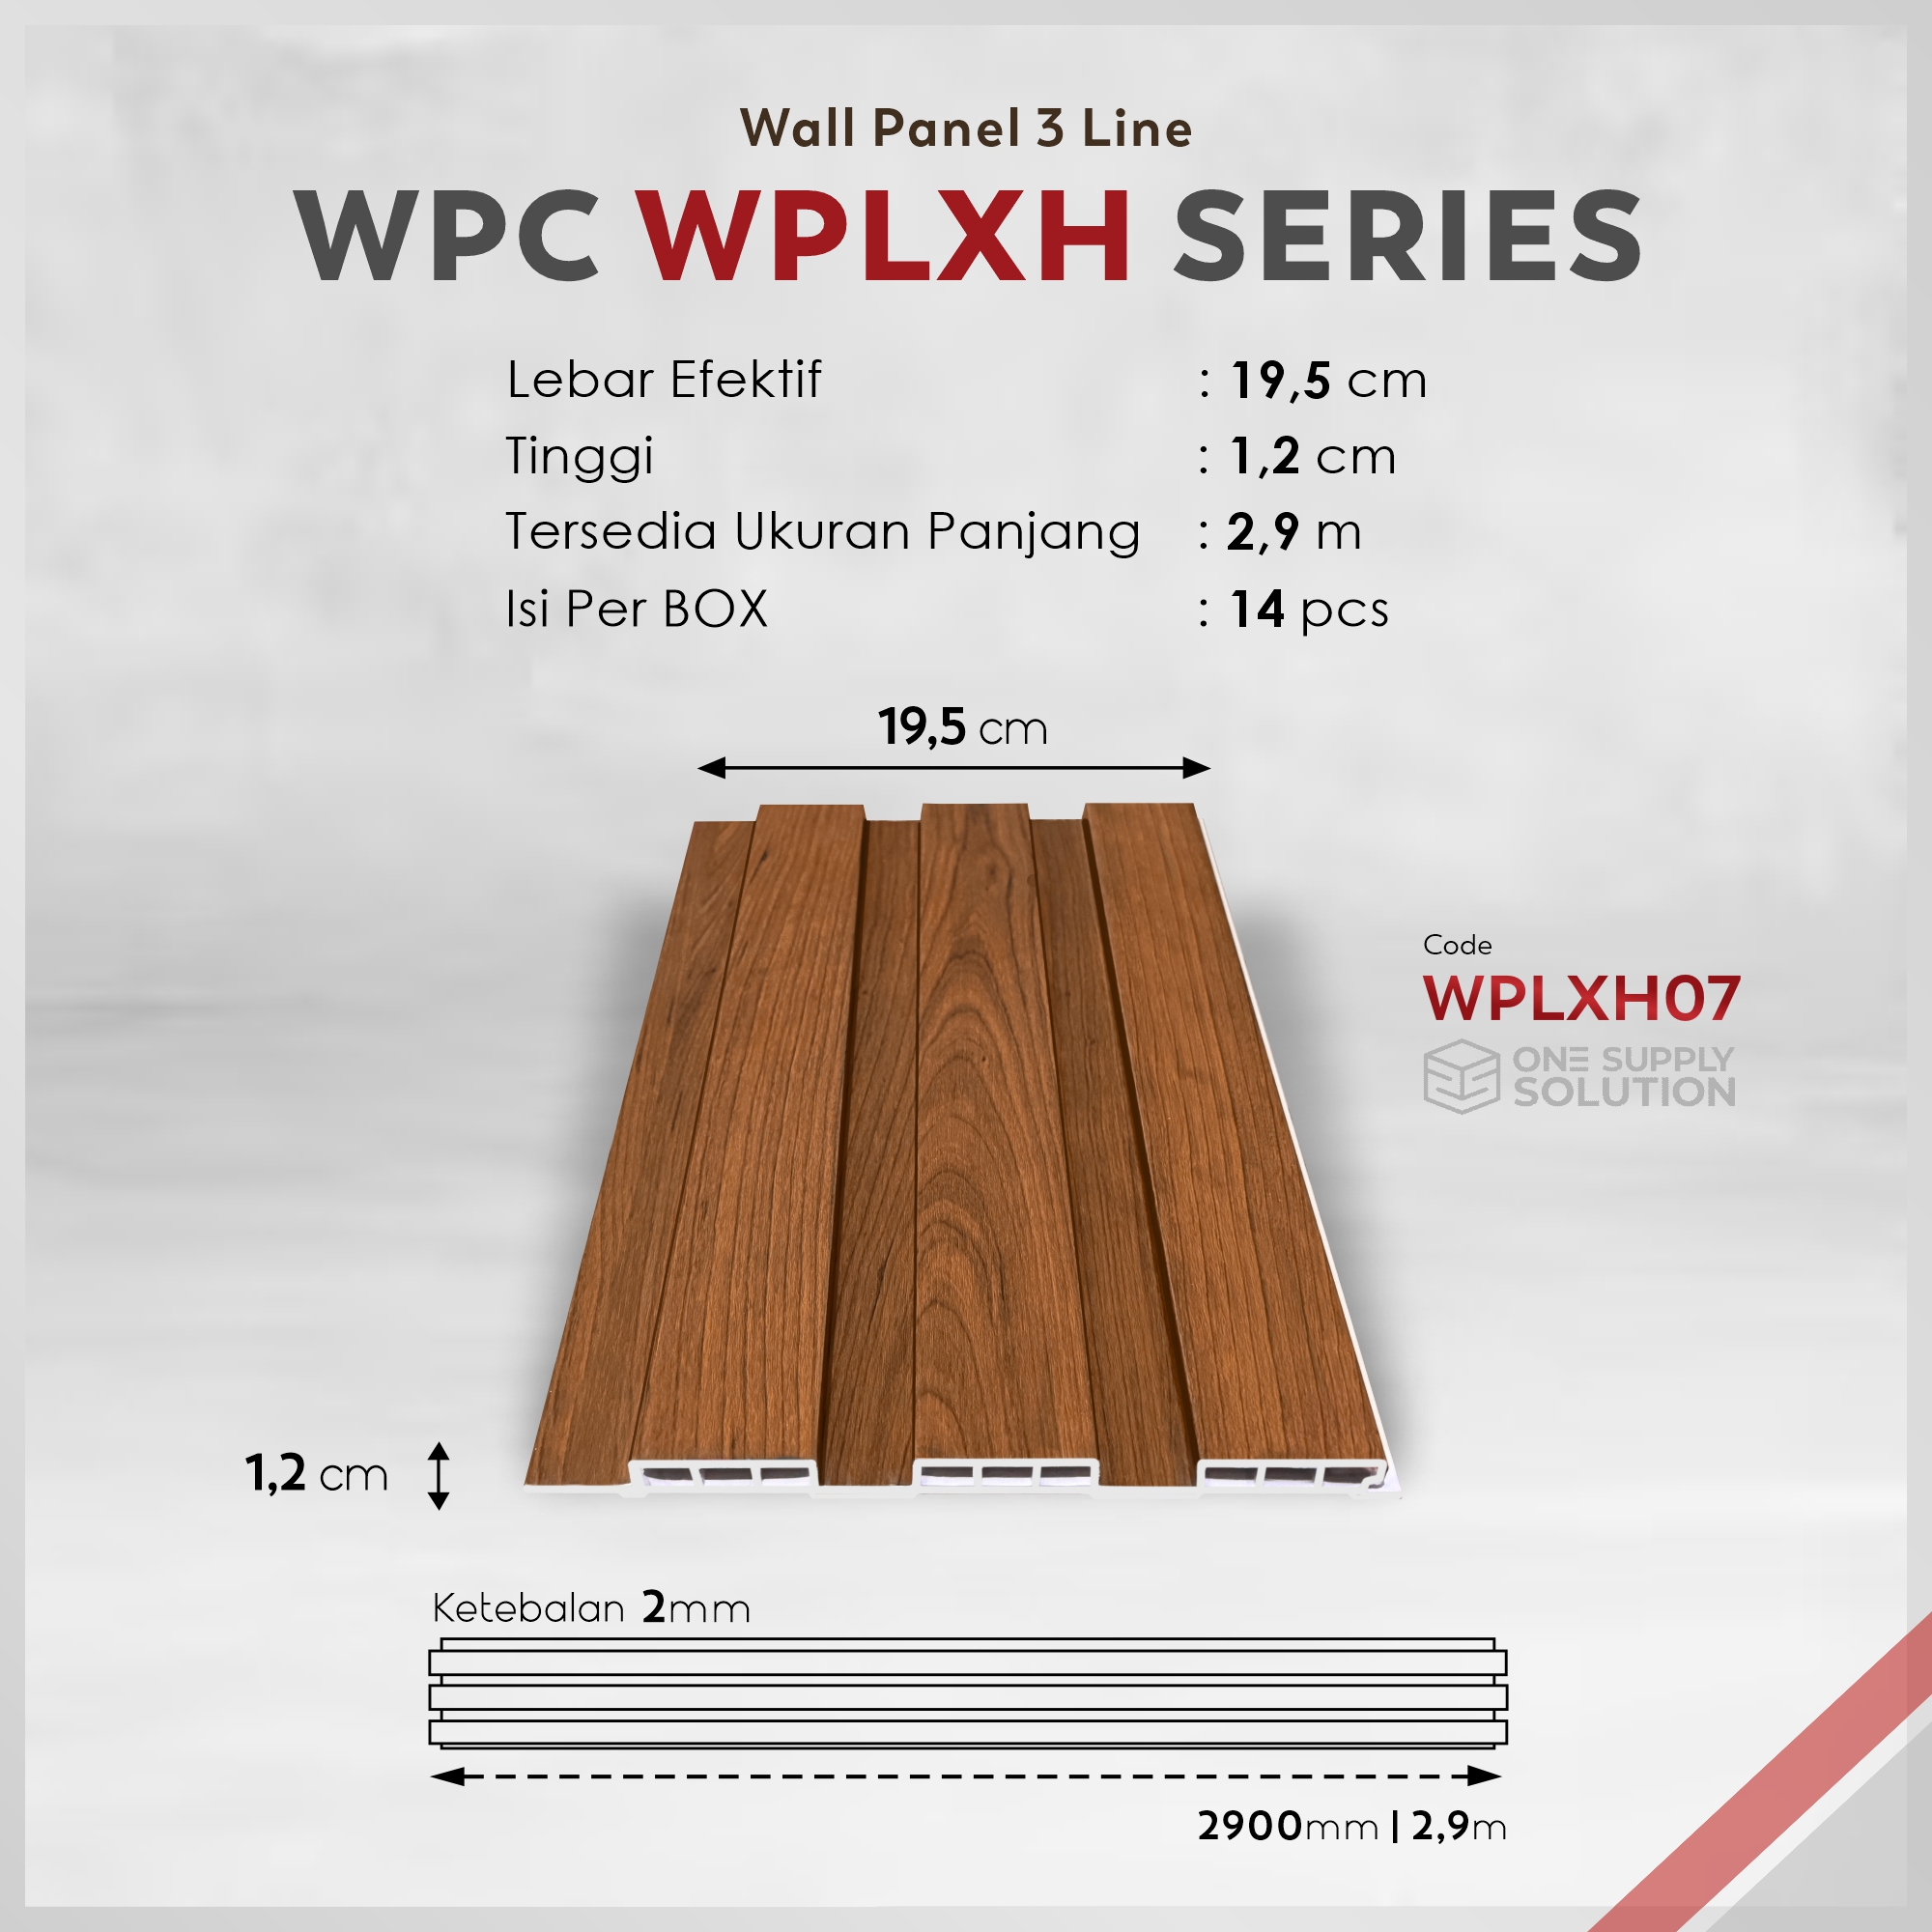 Wall Panel 3 Line
WPC WPLXH SERIES
Lebar Efektif : 19,5 cm
Tinggi : 1,2 cm
Tersedia Ukuran Panjang : 2,9 m
Isi Per BOX : 14 pcs
19,5 cm
Code
WPLXH07
ONE SUPPLY
SOLUTION
1,2 cm
Ketebalan 2mm
2900mm | 2,9m